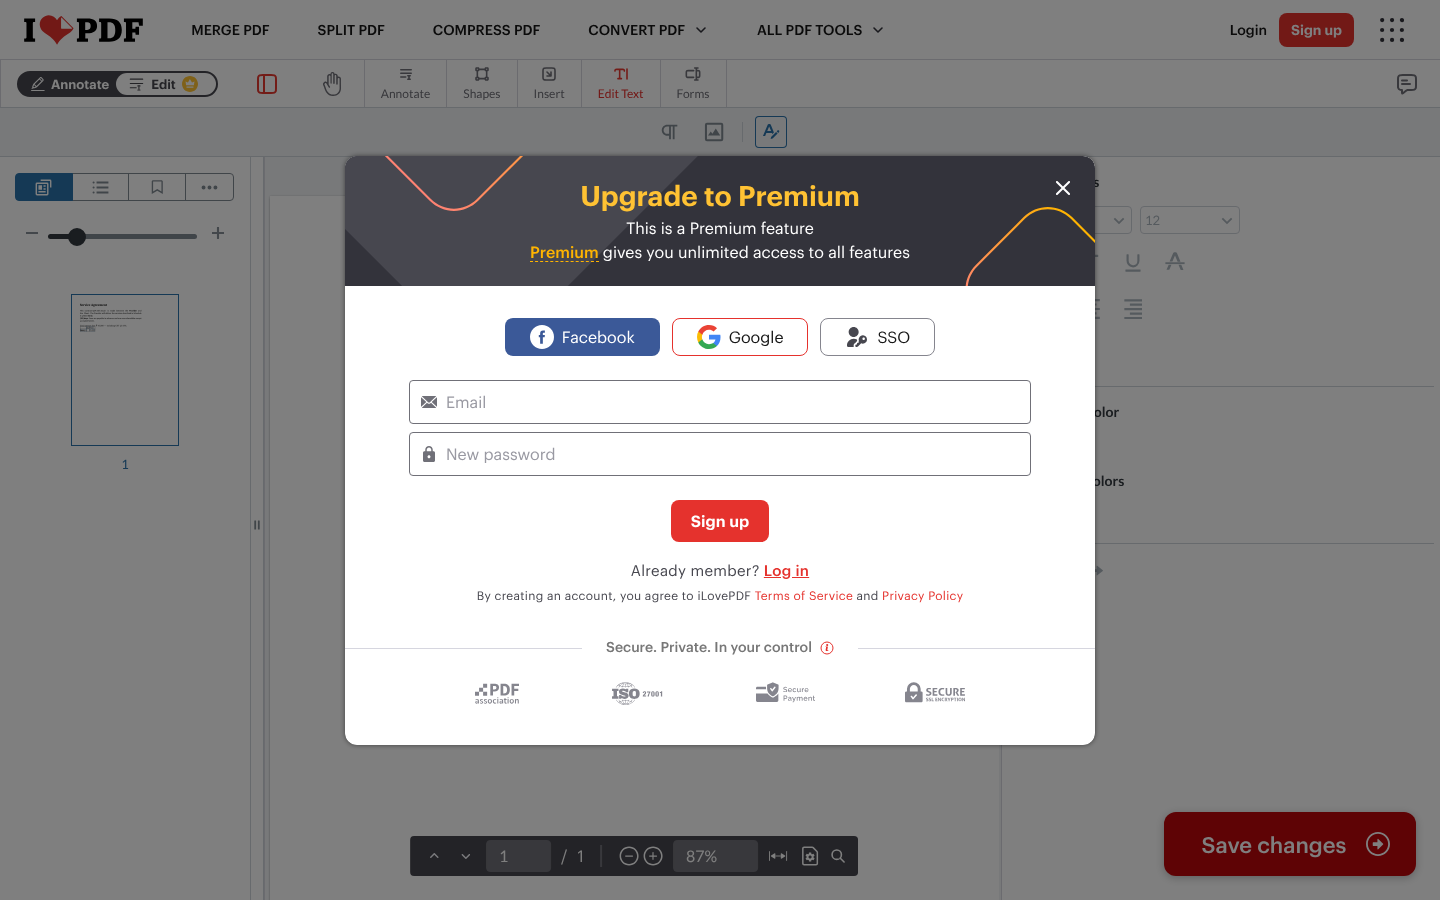 I PDF
MERGE PDF
SPLIT PDF
COMPRESS PDF
CONVERT PDF
ALL PDF TOOLS
Login
Sign up
Annotate
Edit
Annotate
Shapes
Insert
Edit Text
Forms
12
olor
olors
1
Upgrade to Premium
This is a Premium feature
Premium gives you unlimited access to all features
Facebook
Google
SSO
Email
New password
Sign up
Already member? Log in
By creating an account, you agree to iLovePDF Terms of Service and Privacy Policy
Secure. Private. In your control
PDF
association
ISO 27001
Secure
Payment
SECURE
SSL ENCRYPTION
1 / 1
87%
Save changes